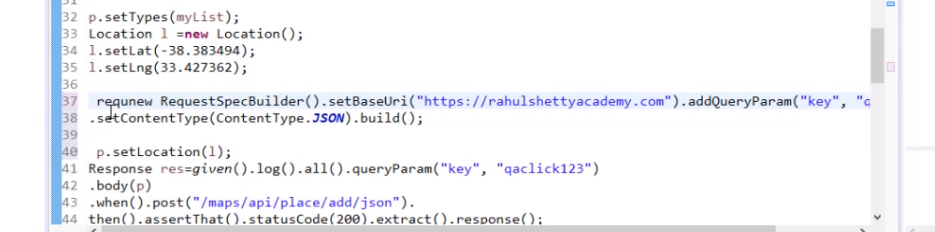 32 p.setTypes(myList);
33 Location l =new Location();
34 l.setLat(-38.383494);
35 l.setLng(33.427362);
36
37 requnew RequestSpecBuilder().setBaseUri("https://rahulshettyacademy.com").addQueryParam("key", "q
38 .setContentType(ContentType.JSON).build();
39
40 p.setLocation(l);
41 Response res=given().log().all().queryParam("key", "qaclick123")
42 .body(p)
43 .when().post("/maps/api/place/add/json").
44 then().assertThat().statusCode(200).extract().response();